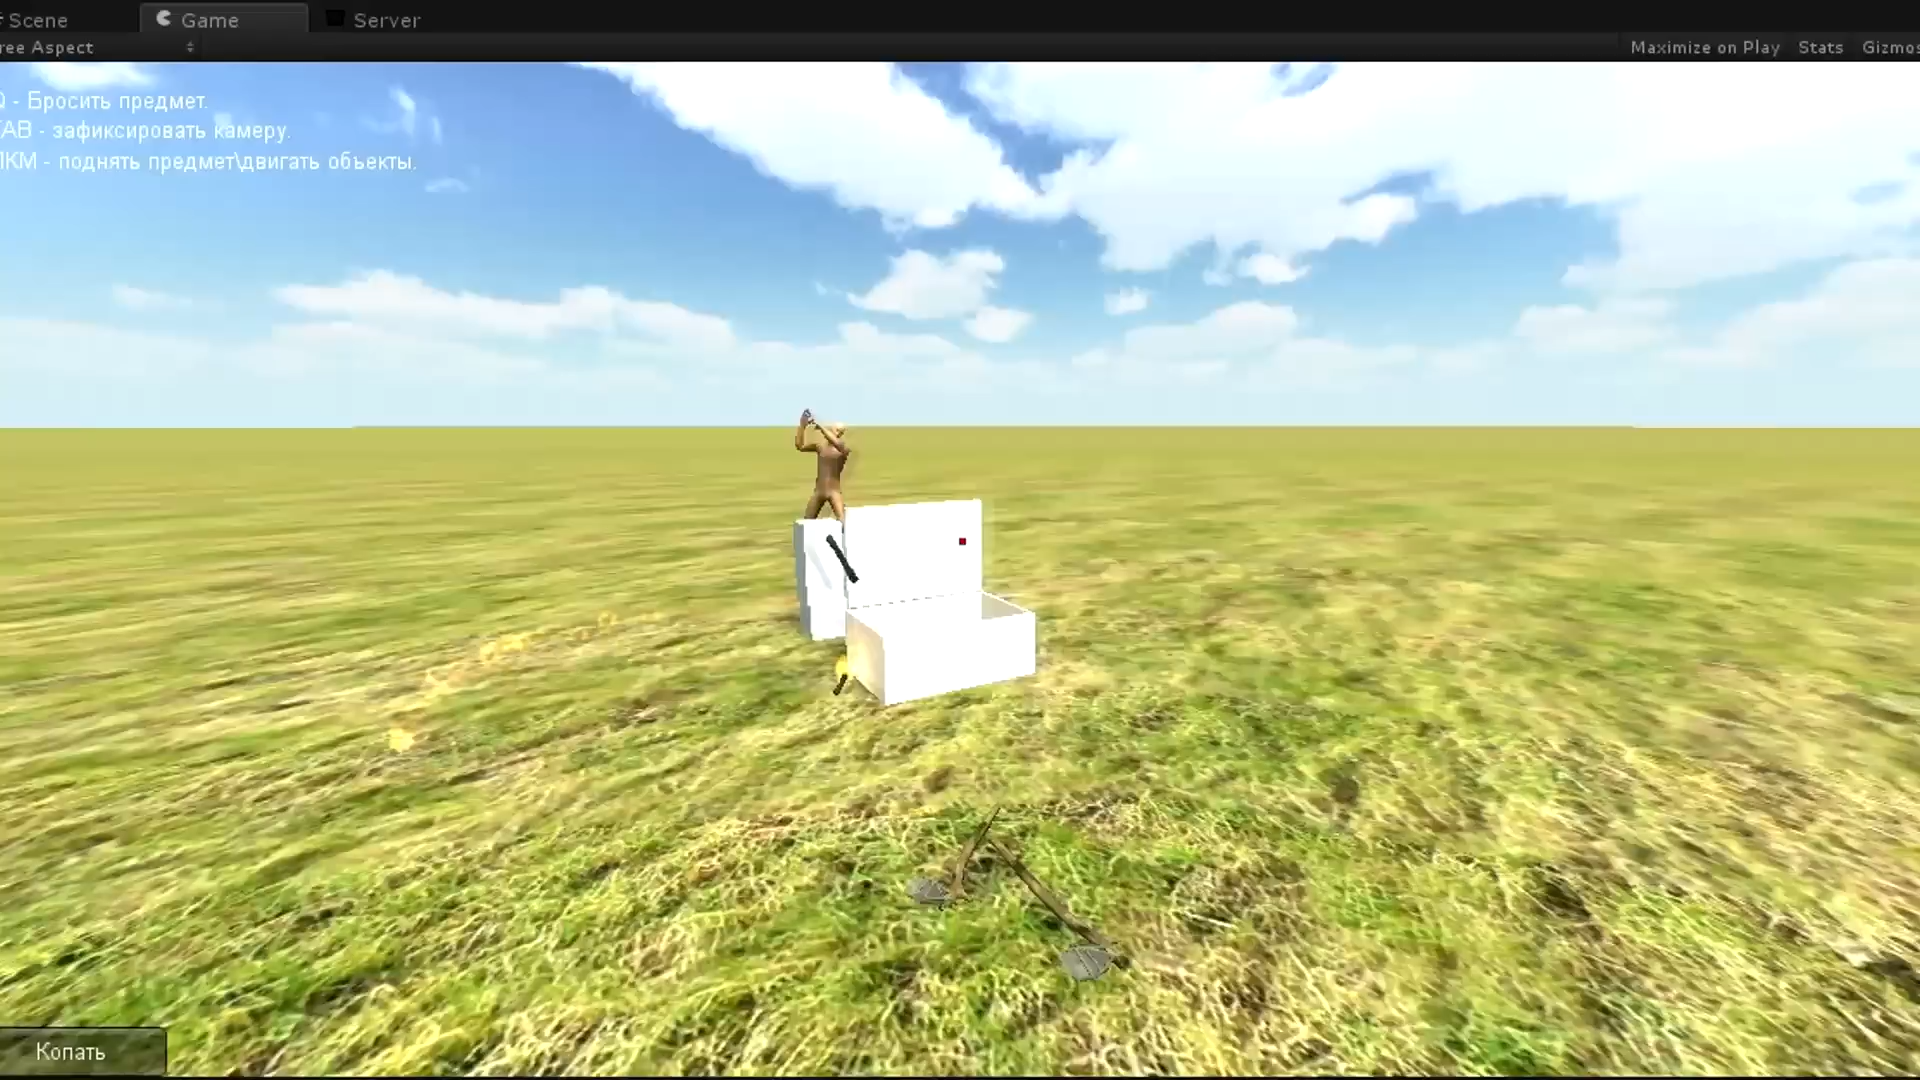 Scene Game Server
ree Aspect Maximize on Play Stats Gizmos
- Бросить предмет.
AB - зафиксировать камеру.
КМ - поднять предмет\двигать объекты.
Копать